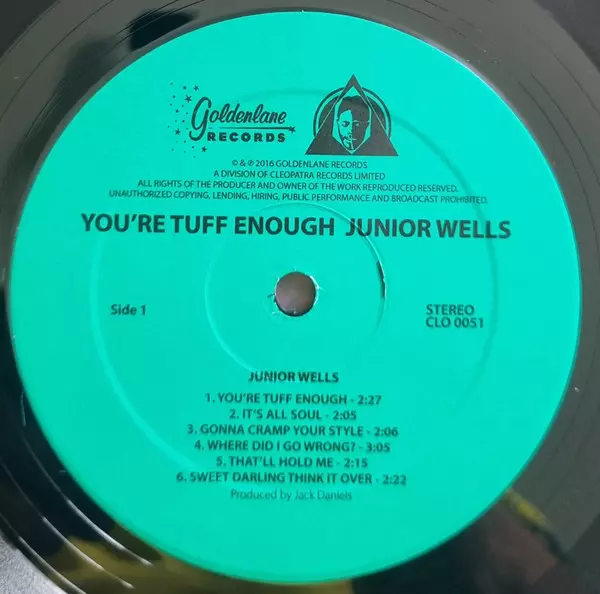 Goldenlane
RECORDS
© & ℗ 2016 GOLDENLANE RECORDS
A DIVISION OF CLEOPATRA RECORDS LIMITED
ALL RIGHTS OF THE PRODUCER AND OWNER OF THE WORK REPRODUCED RESERVED.
UNAUTHORIZED COPYING, LENDING, HIRING, PUBLIC PERFORMANCE AND BROADCAST PROHIBITED.
YOU'RE TUFF ENOUGH JUNIOR WELLS
Side 1
STEREO
CLO 0051
JUNIOR WELLS
1. YOU'RE TUFF ENOUGH - 2:27
2. IT'S ALL SOUL - 2:05
3. GONNA CRAMP YOUR STYLE - 2:06
4. WHERE DID I GO WRONG? - 3:05
5. THAT'LL HOLD ME - 2:15
6. SWEET DARLING THINK IT OVER - 2:22
Produced by Jack Daniels